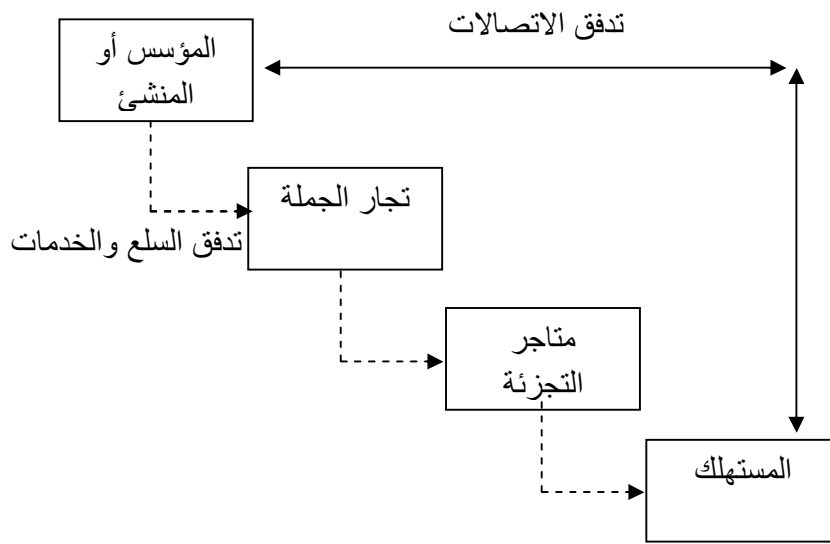 تدفق الاتصالات
المؤسس أو
المنشئ
تجار الجملة
تدفق السلع والخدمات
متاجر
التجزئة
المستهلك